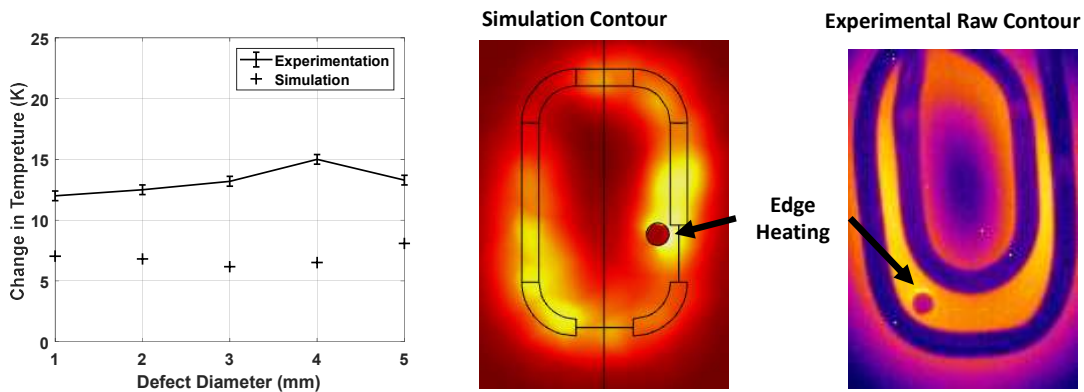 Simulation Contour
Experimental Raw Contour
25
20
15
10
5
0
Change in Tempreture (K)
Experimentation
Simulation
1
2
3
4
5
Defect Diameter (mm)
Edge
Heating